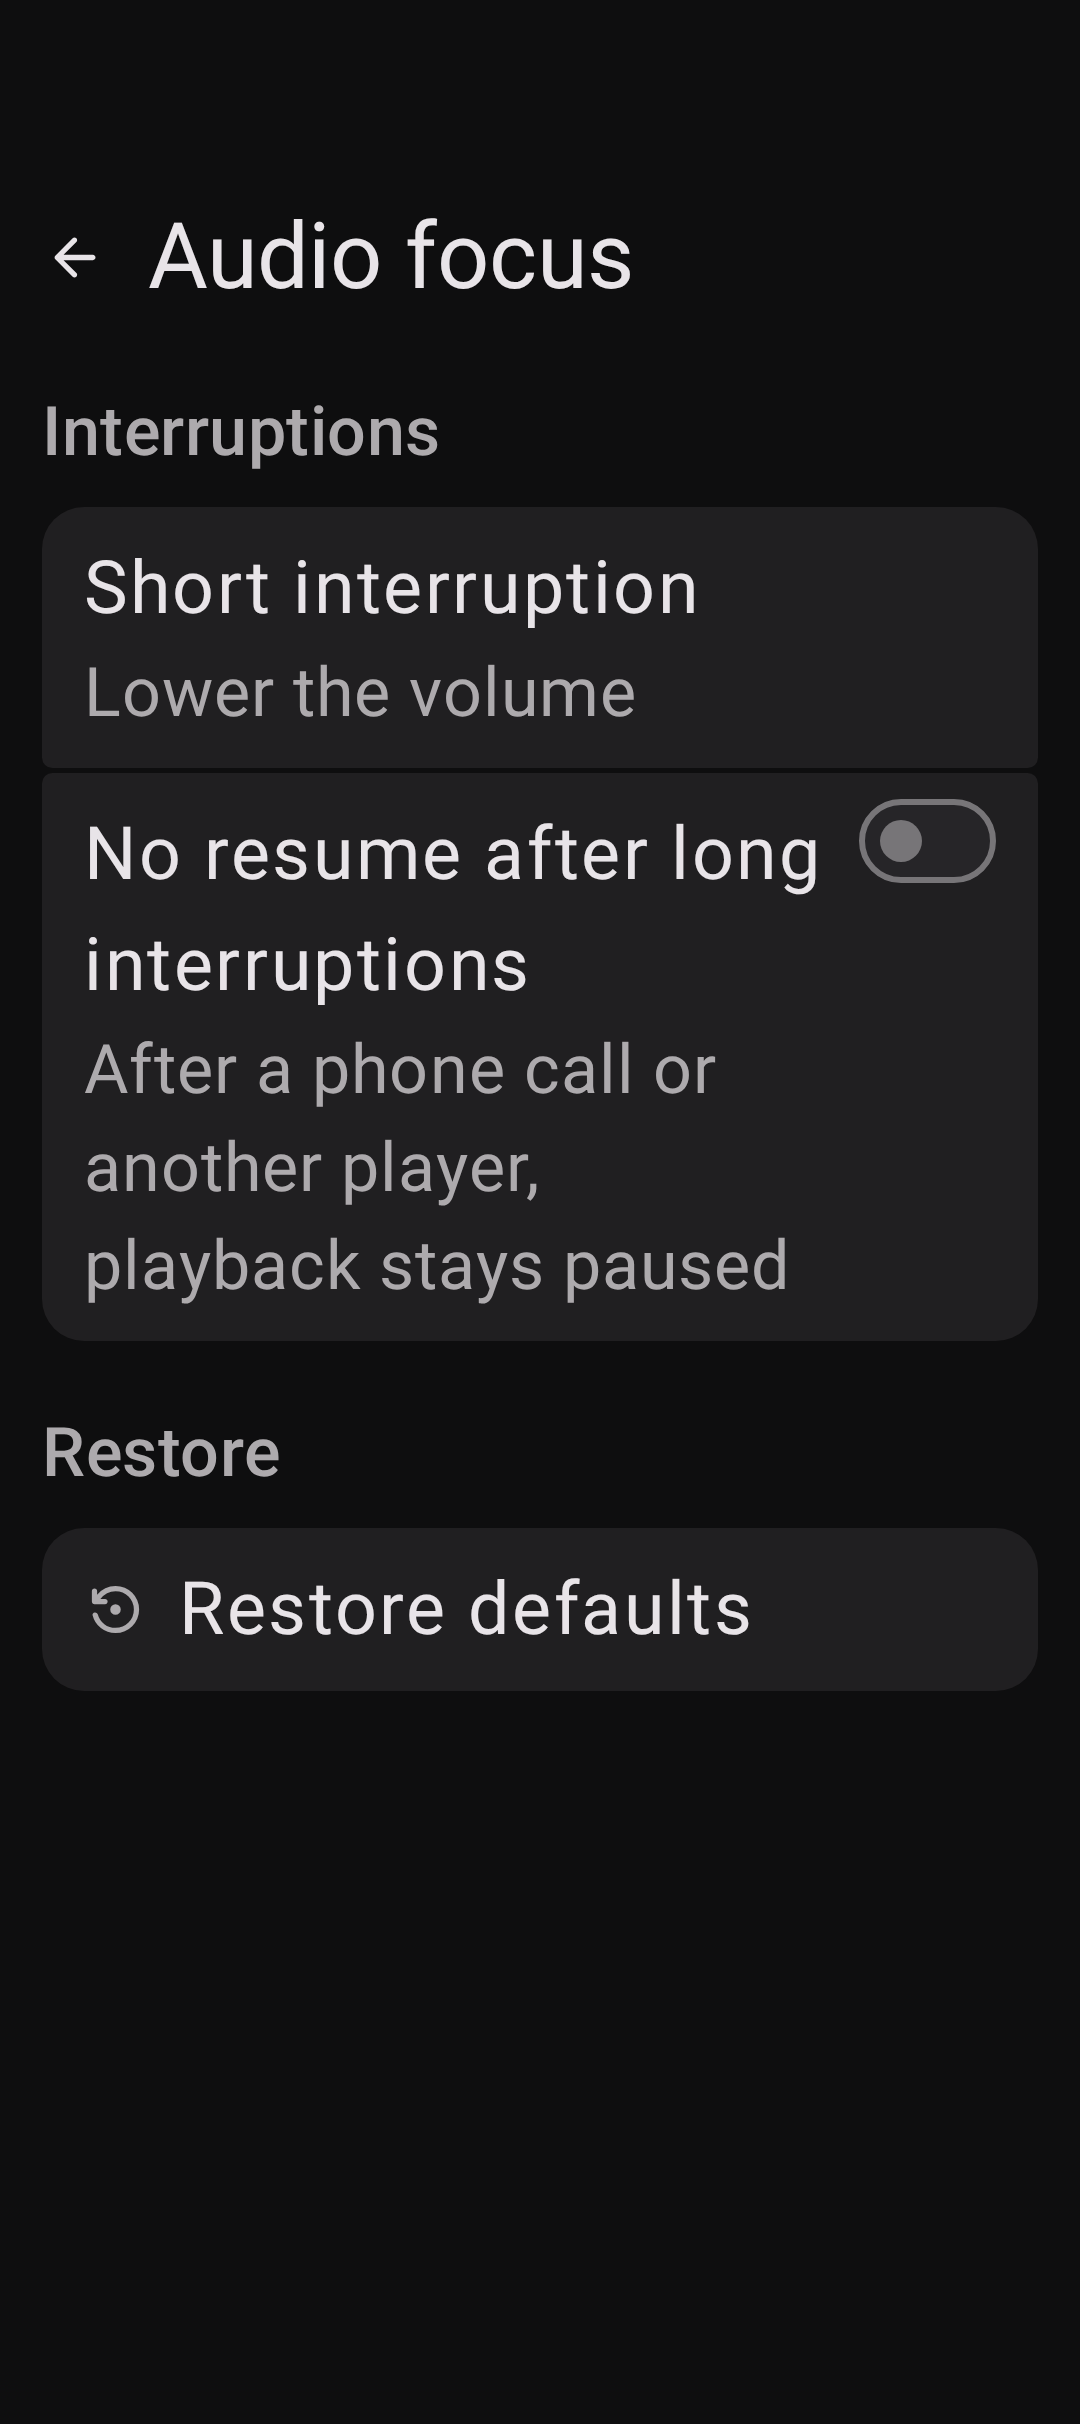 Audio focus
Interruptions
Short interruption
Lower the volume
No resume after long
interruptions
After a phone call or
another player,
playback stays paused
Restore
Restore defaults